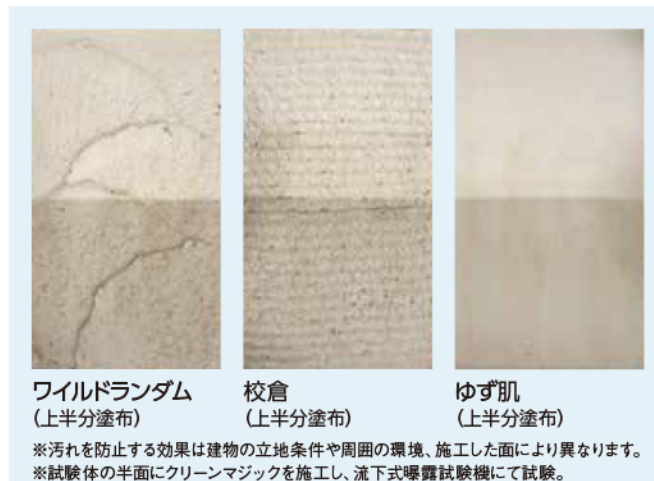 ワイルドランダム
(上半分塗布)
校倉
(上半分塗布)
ゆず肌
(上半分塗布)
※汚れを防止する効果は建物の立地条件や周囲の環境、施工した面により異なります。
※試験体の半面にクリーンマジックを施工し、流下式曝露試験機にて試験。